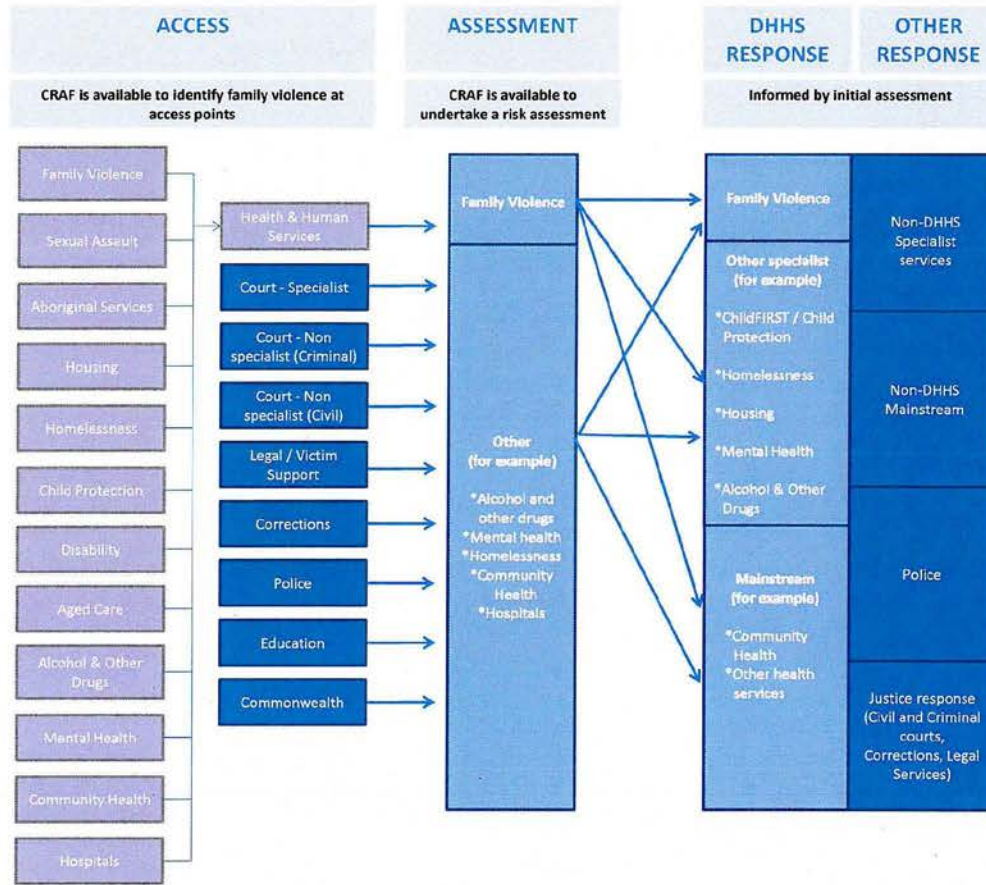 ACCESS
CRAF is available to identify family violence at
access points
Family Violence
Sexual Assault
Aboriginal Services
Housing
Homelessness
Child Protection
Disability
Aged Care
Alcohol & Other
Drugs
Mental Health
Community Health
Hospitals
Health & Human
Services
Court - Specialist
Court - Non
specialist (Criminal)
Court - Non
specialist (Civil)
Legal / Victim
Support
Corrections
Police
Education
Commonwealth
ASSESSMENT
CRAF is available to
undertake a risk assessment
Family Violence
Other
(for example)
*Alcohol and
other drugs
*Mental health
*Homelessness
*Community
Health
*Hospitals
DHHS
RESPONSE
OTHER
RESPONSE
Informed by initial assessment
Family Violence
Other specialist
(for example)
*ChildFIRST / Child
Protection
*Homelessness
*Housing
*Mental Health
*Alcohol & Other
Drugs
Mainstream
(for example)
*Community
Health
*Other health
services
Non-DHHS
Specialist
services
Non-DHHS
Mainstream
Police
Justice response
(Civil and Criminal
courts,
Corrections, Legal
Services)